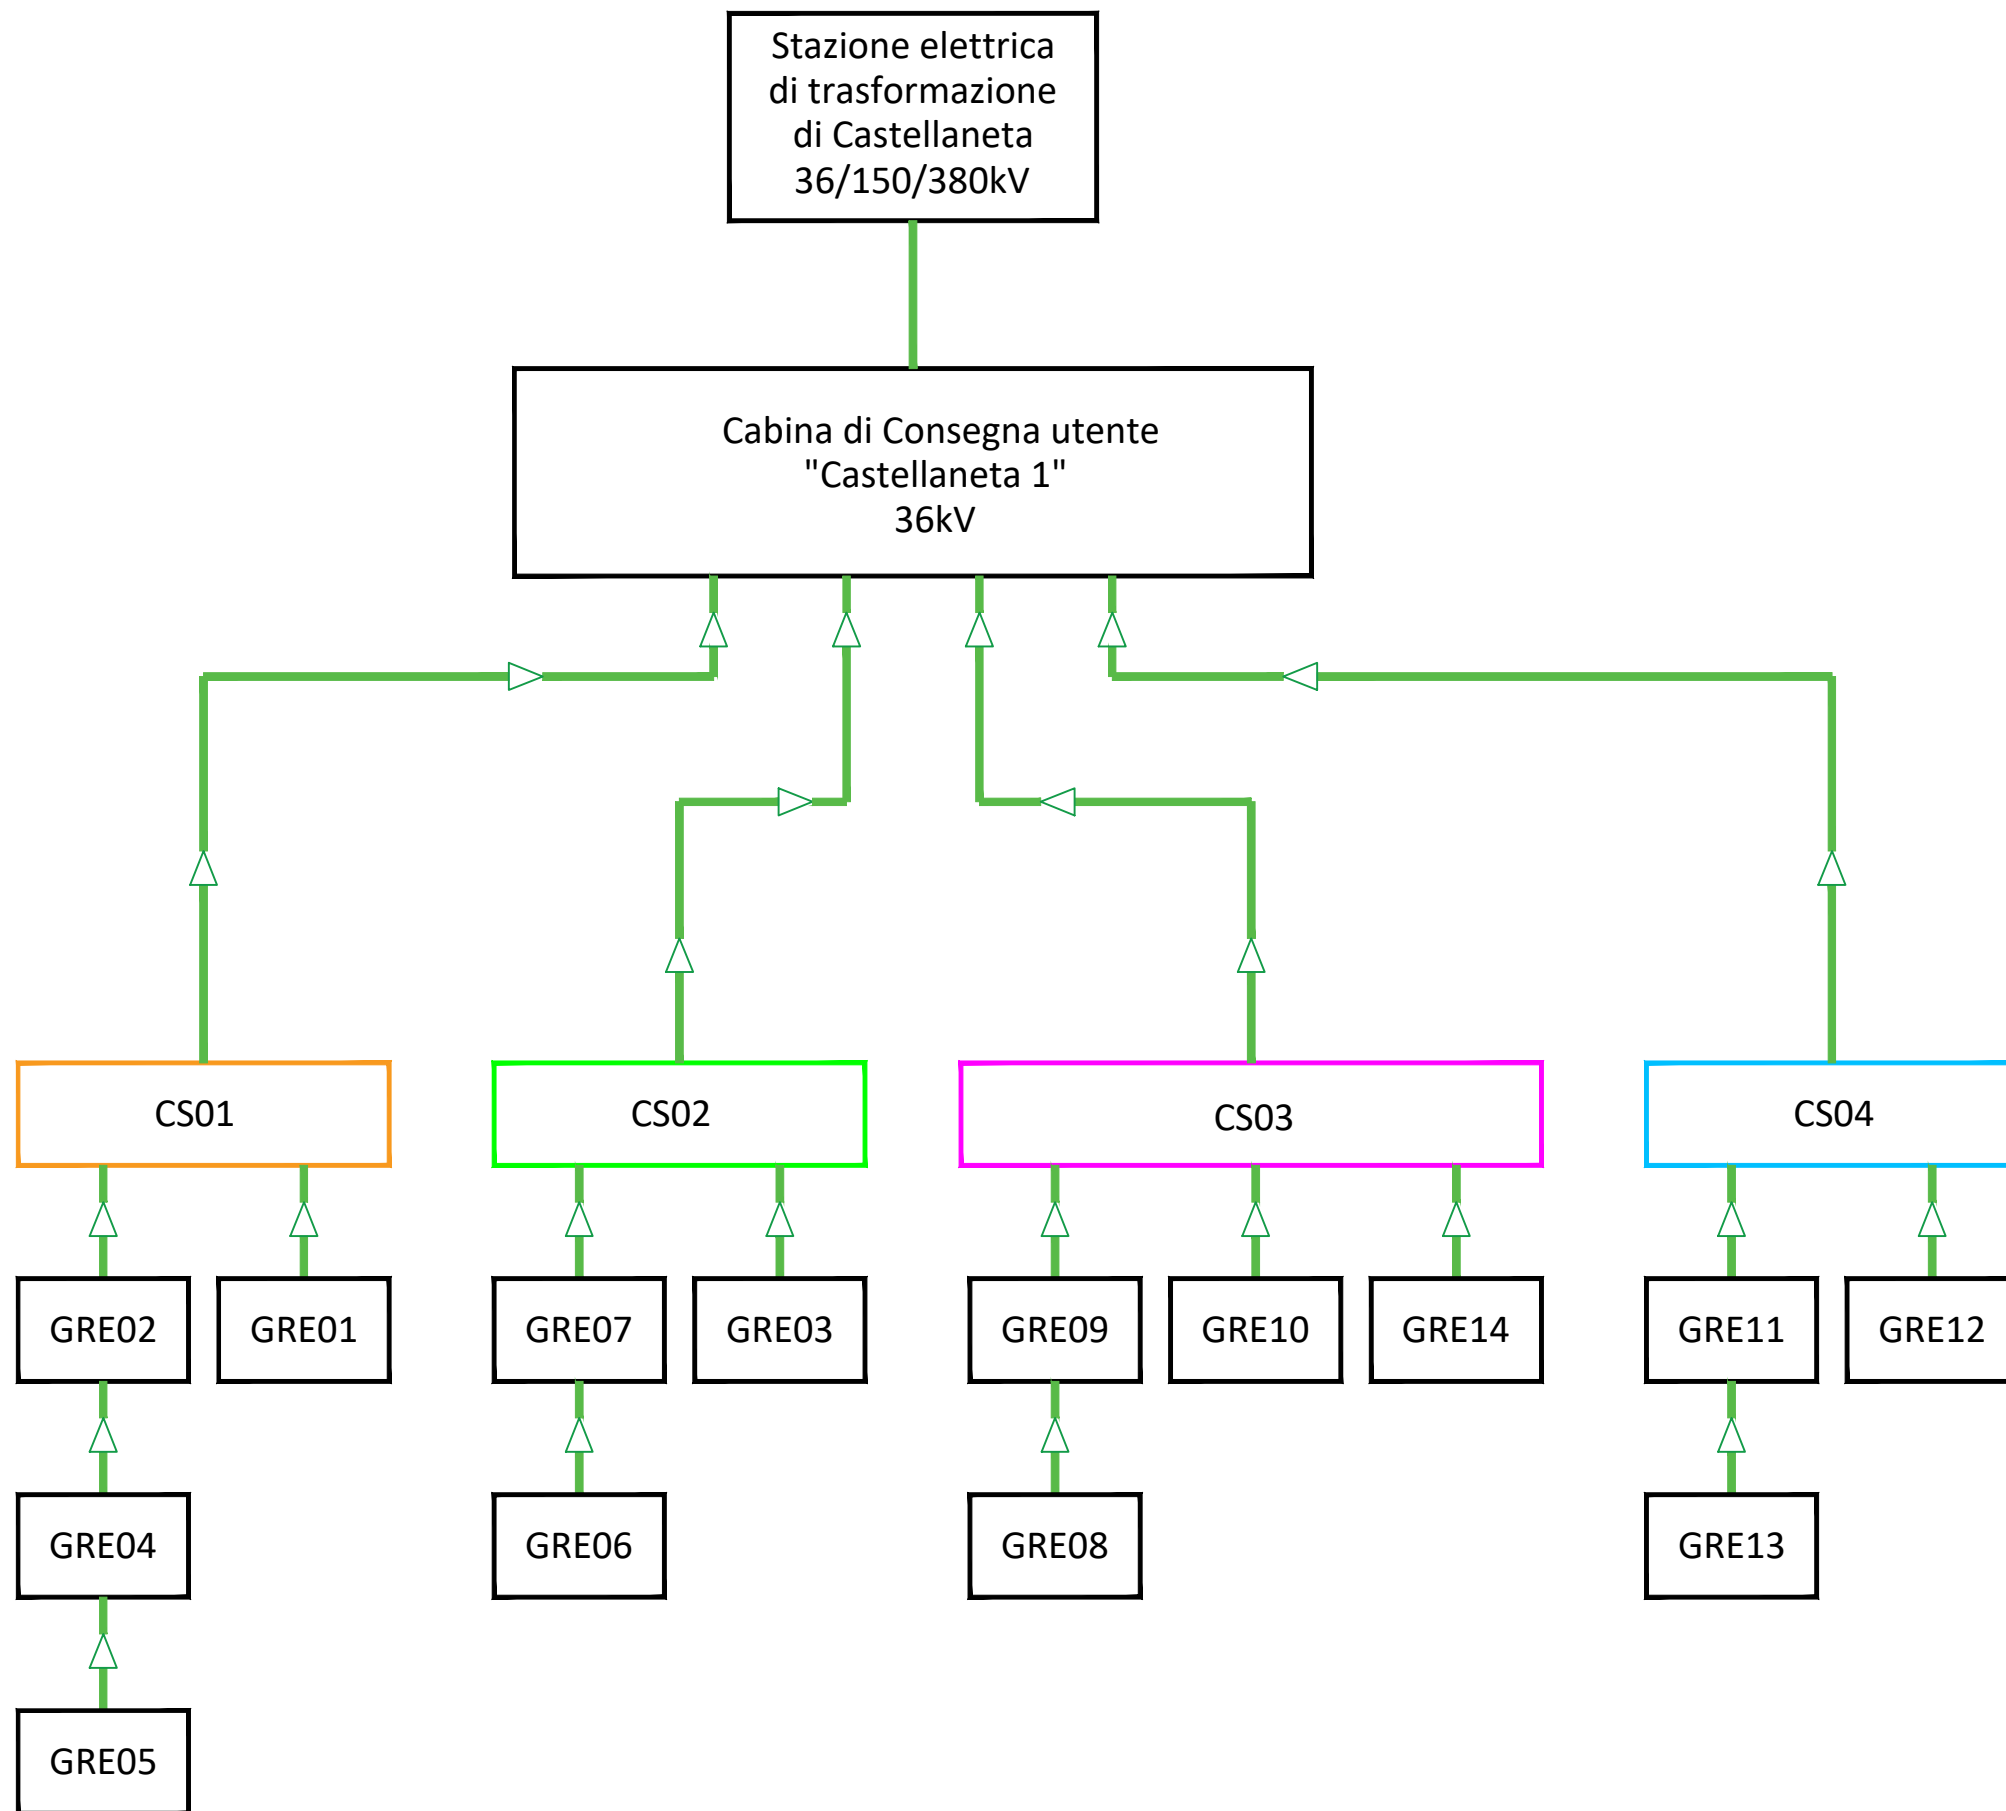 Stazione elettrica
di trasformazione
di Castellaneta
36/150/380kV
Cabina di Consegna utente
"Castellaneta 1"
36kV
CS01
CS02
CS03
CS04
GRE02
GRE01
GRE07
GRE03
GRE09
GRE10
GRE14
GRE11
GRE12
GRE04
GRE06
GRE08
GRE13
GRE05